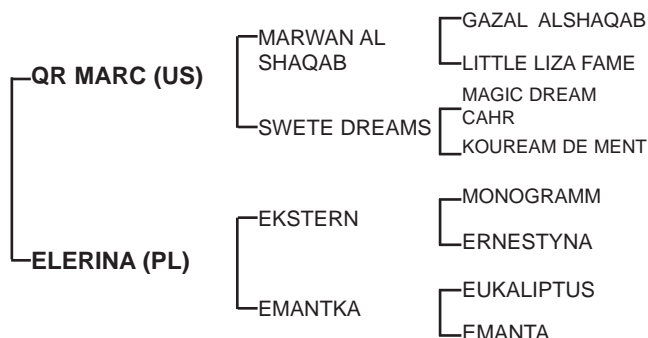 GAZAL ALSHAQAB
MARWAN AL
SHAQAB
LITTLE LIZA FAME
QR MARC (US)
MAGIC DREAM
CAHR
SWETE DREAMS
KOUREAM DE MENT
MONOGRAMM
EKSTERN
ERNESTYNA
ELERINA (PL)
EUKALIPTUS
EMANTKA
EMANTA